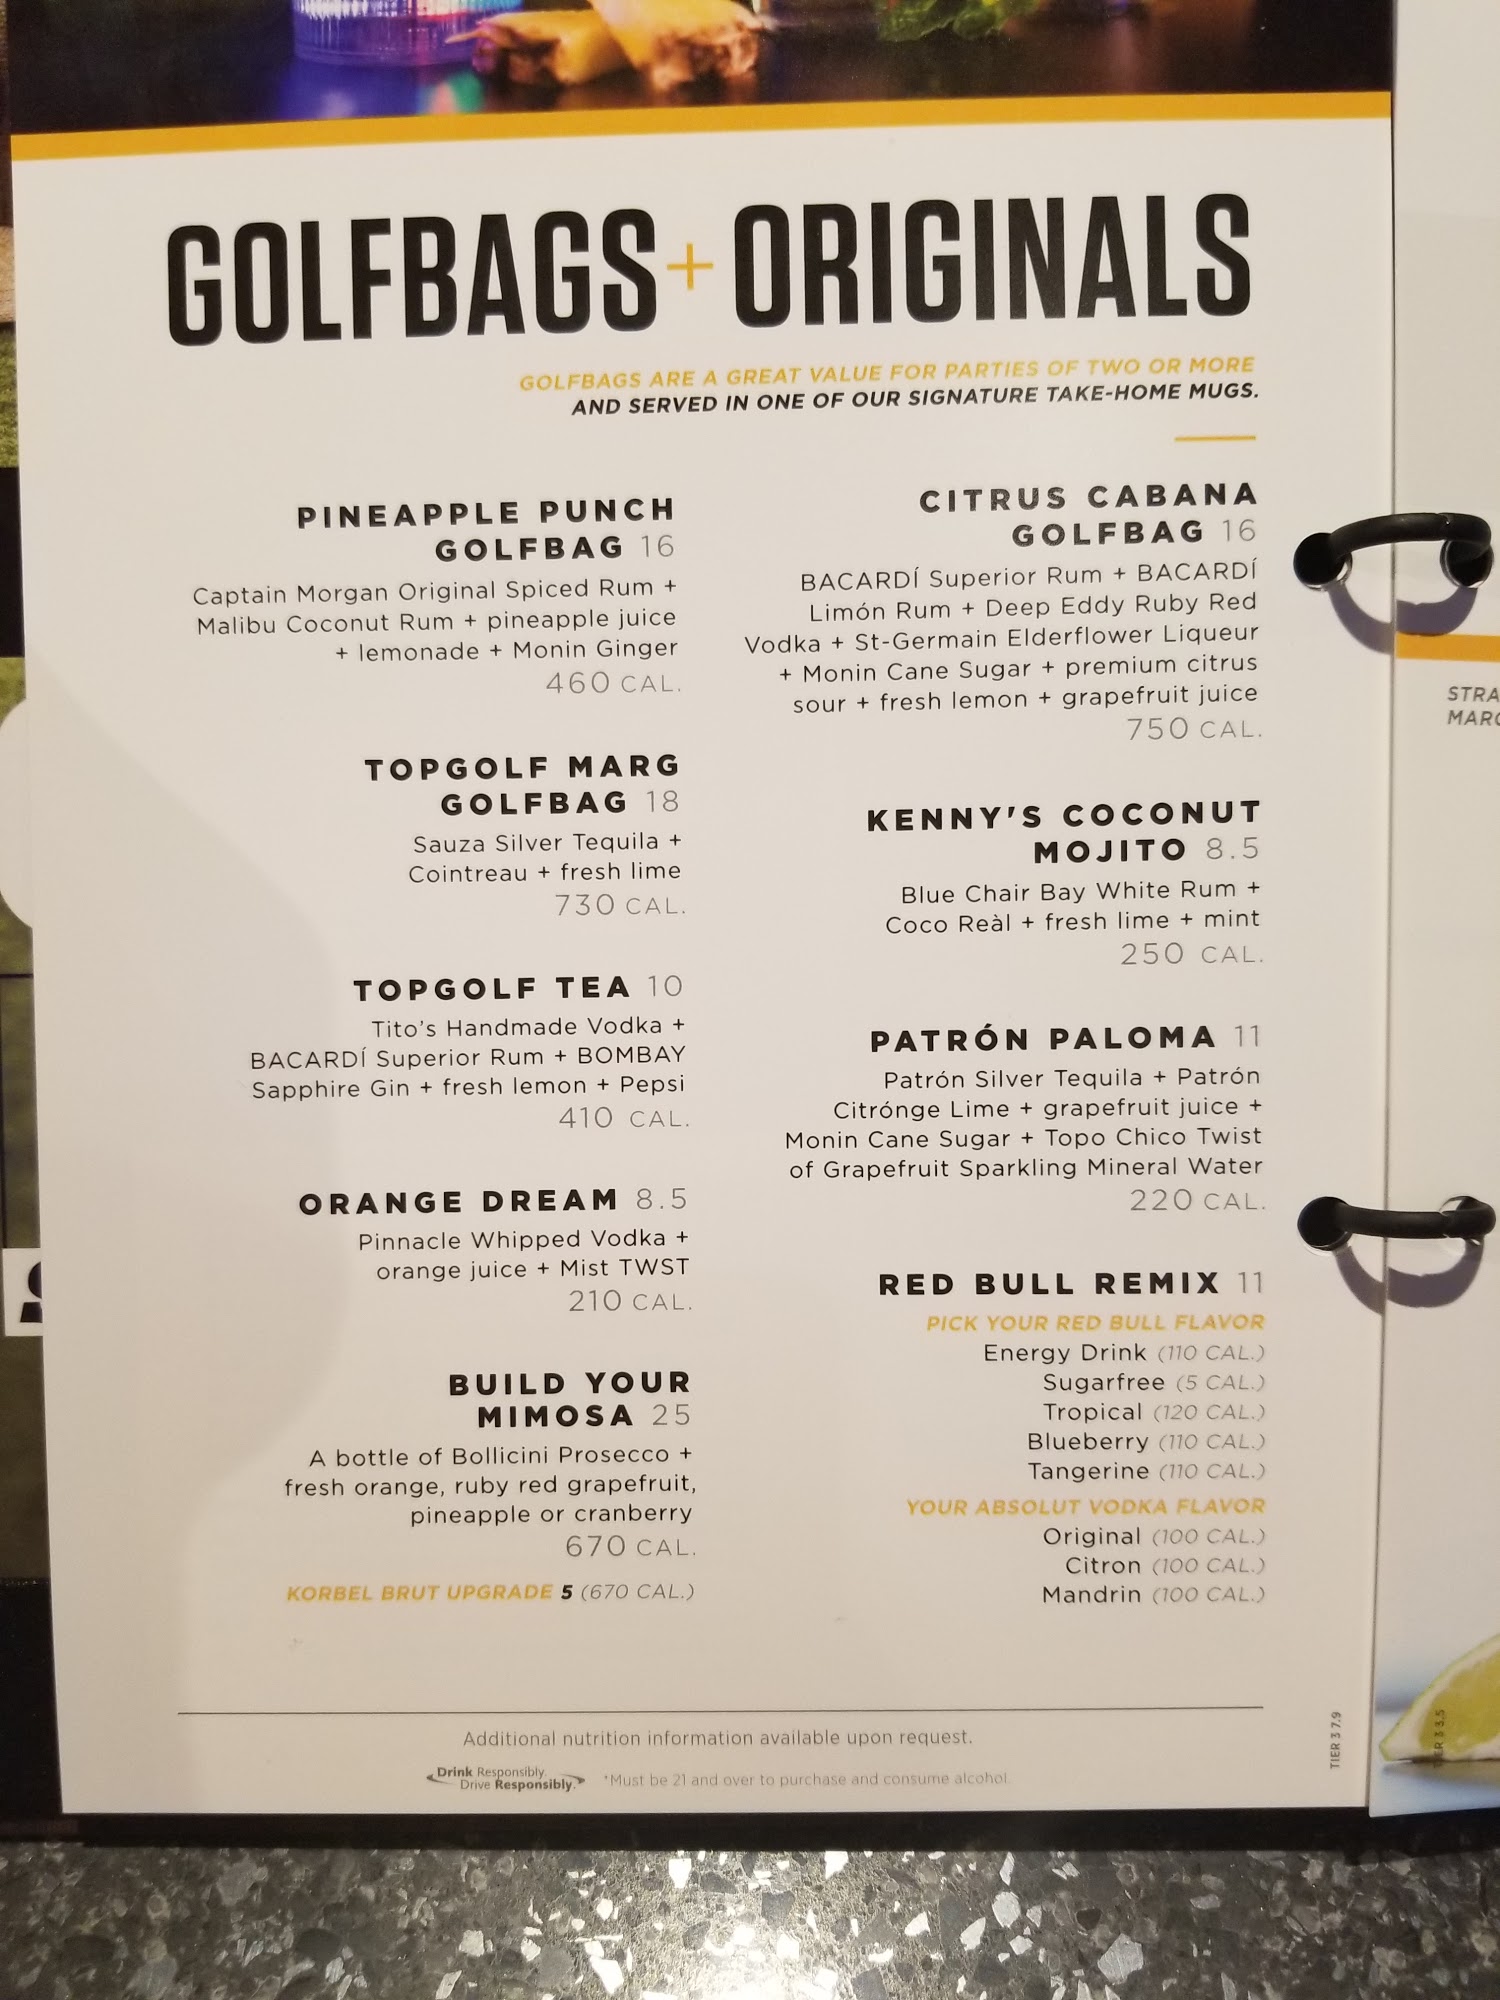 GOLFBAGS + ORIGINALS
GOLFBAGS ARE A GREAT VALUE FOR PARTIES OF TWO OR MORE
AND SERVED IN ONE OF OUR SIGNATURE TAKE-HOME MUGS.
PINEAPPLE PUNCH
GOLFBAG 16
Captain Morgan Original Spiced Rum +
Malibu Coconut Rum + pineapple juice
+ lemonade + Monin Ginger
460 CAL.
TOPGOLF MARG
GOLFBAG 18
Sauza Silver Tequila +
Cointreau + fresh lime
730 CAL.
TOPGOLF TEA 10
Tito's Handmade Vodka +
BACARDÍ Superior Rum + BOMBAY
Sapphire Gin + fresh lemon + Pepsi
410 CAL.
ORANGE DREAM 8.5
Pinnacle Whipped Vodka +
orange juice + Mist TWST
210 CAL.
BUILD YOUR
MIMOSA 25
A bottle of Bollicini Prosecco +
fresh orange, ruby red grapefruit,
pineapple or cranberry
670 CAL.
KORBEL BRUT UPGRADE 5 (670 CAL.)
CITRUS CABANA
GOLFBAG 16
BACARDÍ Superior Rum + BACARDÍ
Limón Rum + Deep Eddy Ruby Red
Vodka + St-Germain Elderflower Liqueur
+ Monin Cane Sugar + premium citrus
sour + fresh lemon + grapefruit juice
750 CAL.
KENNY'S COCONUT
MOJITO 8.5
Blue Chair Bay White Rum +
Coco Reàl + fresh lime + mint
250 CAL.
PATRÓN PALOMA 11
Patrón Silver Tequila + Patrón
Citrónge Lime + grapefruit juice +
Monin Cane Sugar + Topo Chico Twist
of Grapefruit Sparkling Mineral Water
220 CAL.
RED BULL REMIX 11
PICK YOUR RED BULL FLAVOR
Energy Drink (110 CAL.)
Sugarfree (5 CAL.)
Tropical (120 CAL.)
Blueberry (110 CAL.)
Tangerine (110 CAL.)
YOUR ABSOLUT VODKA FLAVOR
Original (100 CAL.)
Citron (100 CAL.)
Mandrin (100 CAL.)
Additional nutrition information available upon request.
Drink Responsibly.
Drive Responsibly.
*Must be 21 and over to purchase and consume alcohol.
TIER 3 7.9
STRA
MARG